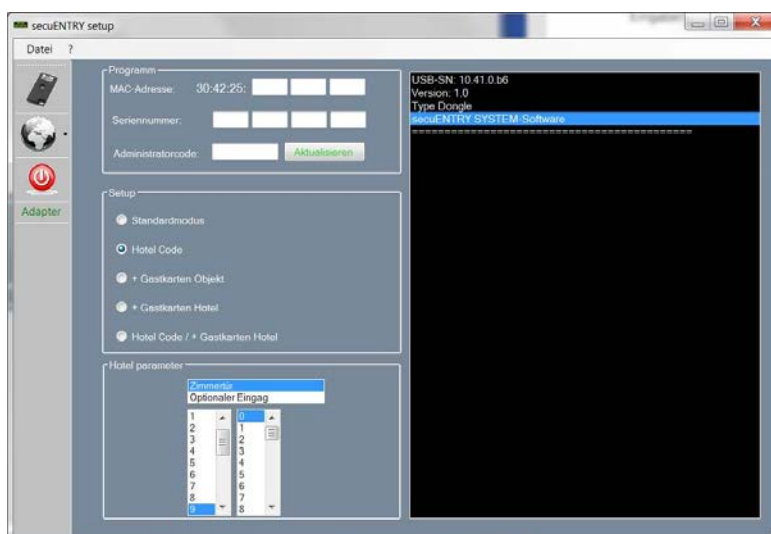 secuENTRY setup
Datei ?
Adapter
Programm
MAC-Adresse: 30:42:25:
Seriennummer:
Administratorcode: Aktualisieren
Setup
Standardmodus
Hotel Code
+ Gastkarten Objekt
+ Gastkarten Hotel
Hotel Code / + Gastkarten Hotel
Hotel parameter
Zimmertür
Optionaler Eingag
1
2
3
4
5
6
7
8
9
0
1
2
3
4
5
6
7
8
USB-SN: 10.41.0.b6
Version: 1.0
Type Dongle
secuENTRY SYSTEM-Software
==========================================